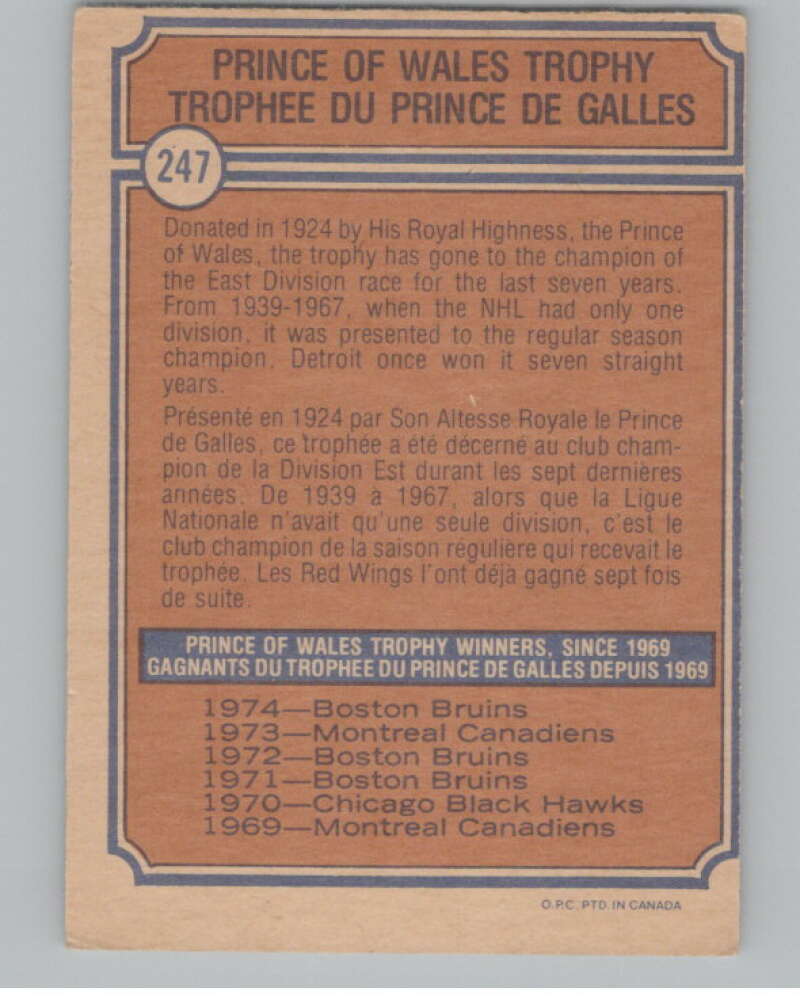 PRINCE OF WALES TROPHY
TROPHEE DU PRINCE DE GALLES
247
Donated in 1924 by His Royal Highness, the Prince
of Wales, the trophy has gone to the champion of
the East Division race for the last seven years.
From 1939-1967, when the NHL had only one
division, it was presented to the regular season
champion. Detroit once won it seven straight
years.
Présenté en 1924 par Son Altesse Royale le Prince
de Galles, ce trophée a été décerné au club cham-
pion de la Division Est durant les sept dernières
années. De 1939 à 1967, alors que la Ligue
Nationale n'avait qu'une seule division, c'est le
club champion de la saison régulière qui recevait le
trophée. Les Red Wings l'ont déjà gagné sept fois
de suite.
PRINCE OF WALES TROPHY WINNERS, SINCE 1969
GAGNANTS DU TROPHEE DU PRINCE DE GALLES DEPUIS 1969
1974—Boston Bruins
1973—Montreal Canadiens
1972—Boston Bruins
1971—Boston Bruins
1970—Chicago Black Hawks
1969—Montreal Canadiens
O.P.C. PTD. IN CANADA